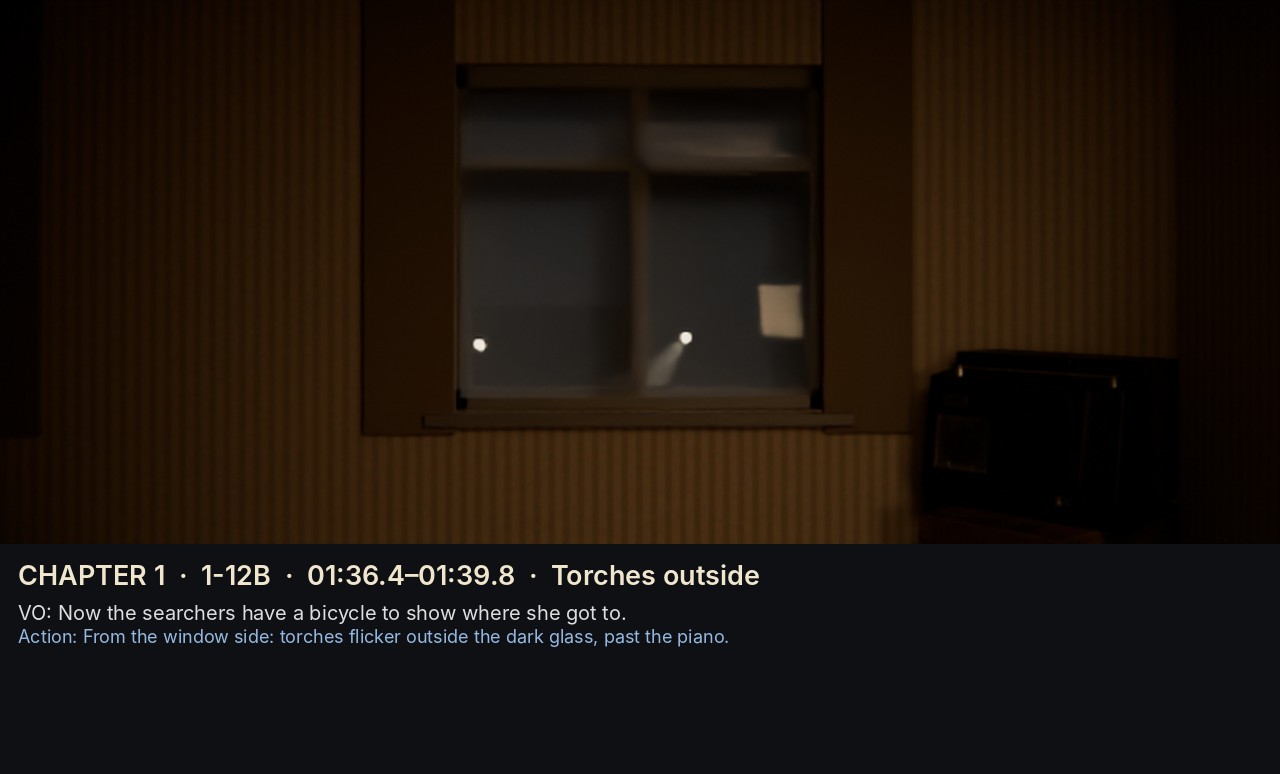 CHAPTER 1 · 1-12B · 01:36.4–01:39.8 · Torches outside
VO: Now the searchers have a bicycle to show where she got to.
Action: From the window side: torches flicker outside the dark glass, past the piano.